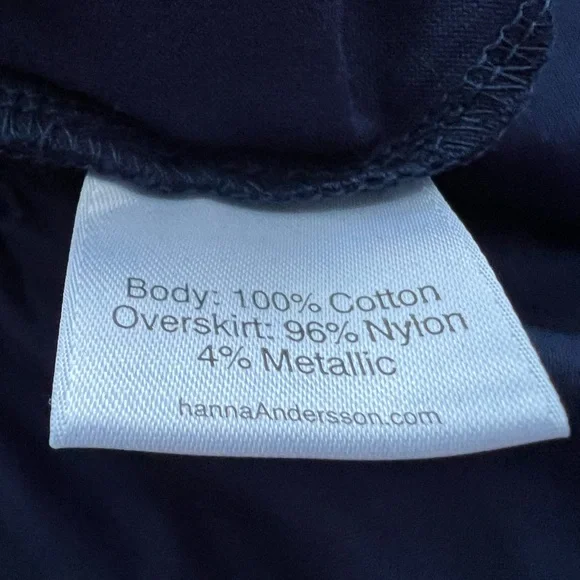 Body: 100% Cotton
Overskirt: 96% Nylon
4% Metallic
hannaAndersson.com